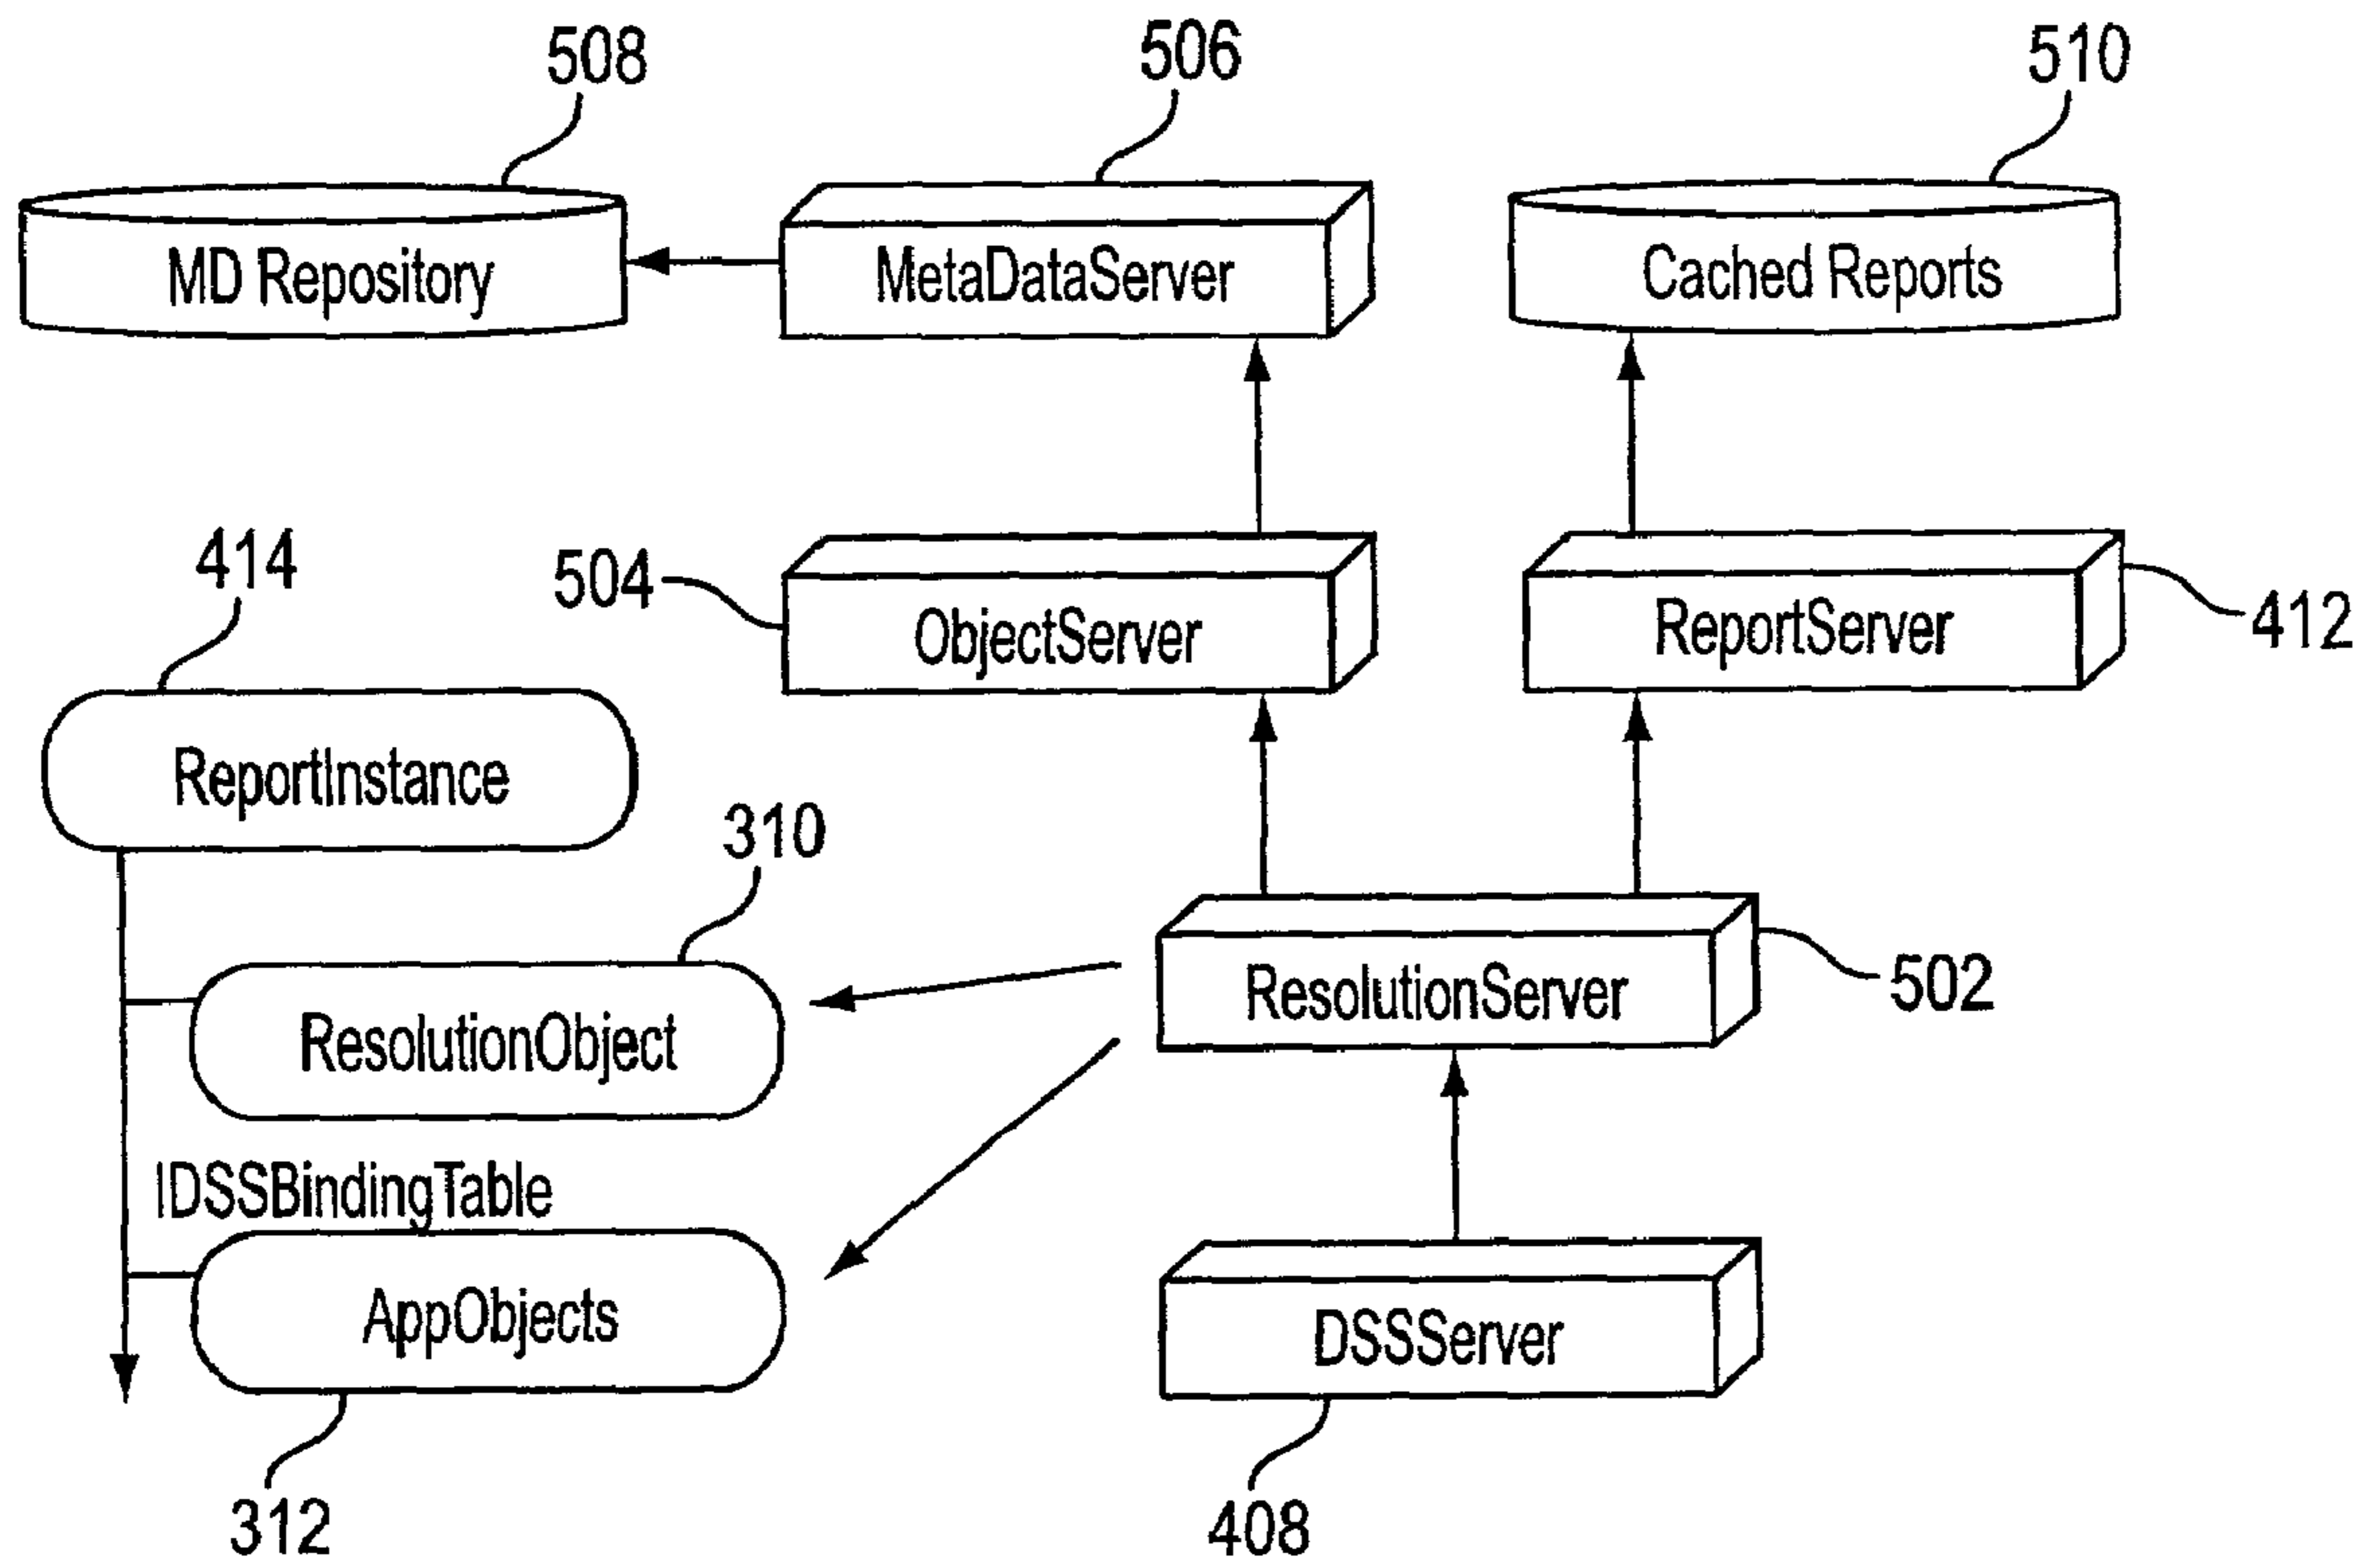 508
506
510
MD Repository
MetaDataServer
Cached Reports
414
504
ObjectServer
ReportServer
412
ReportInstance
310
ResolutionServer
502
ResolutionObject
IDSSBindingTable
AppObjects
DSSServer
312
408